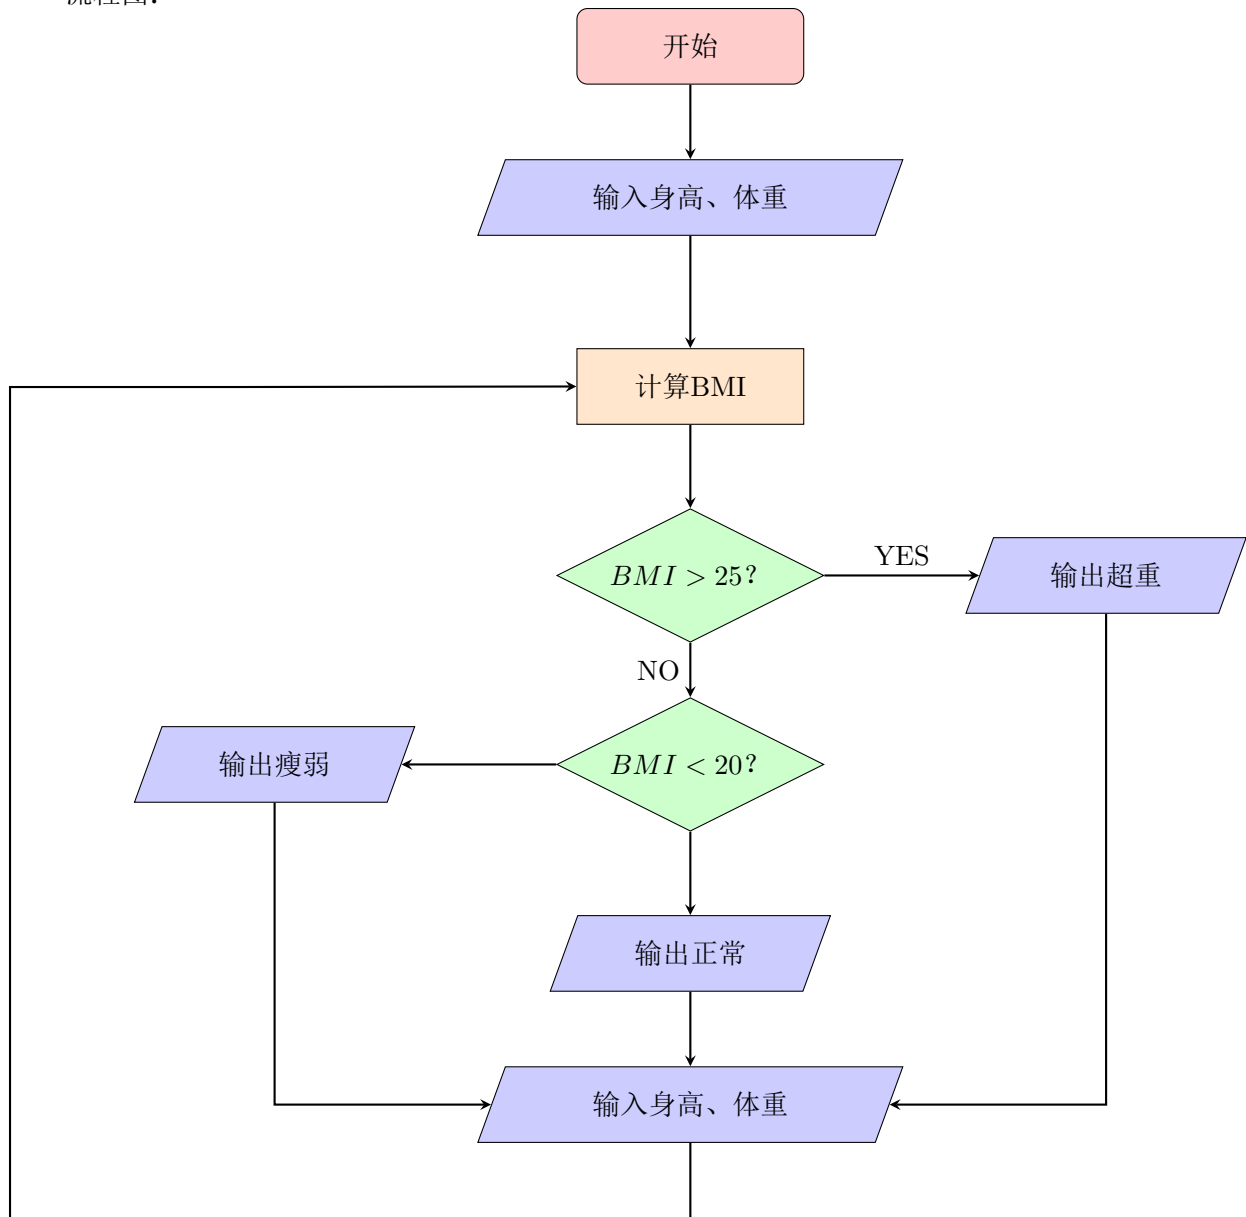 流程图:
开始
输入身高、体重
计算BMI
BMI > 25?
YES
输出超重
NO
输出瘦弱
BMI < 20?
输出正常
输入身高、体重